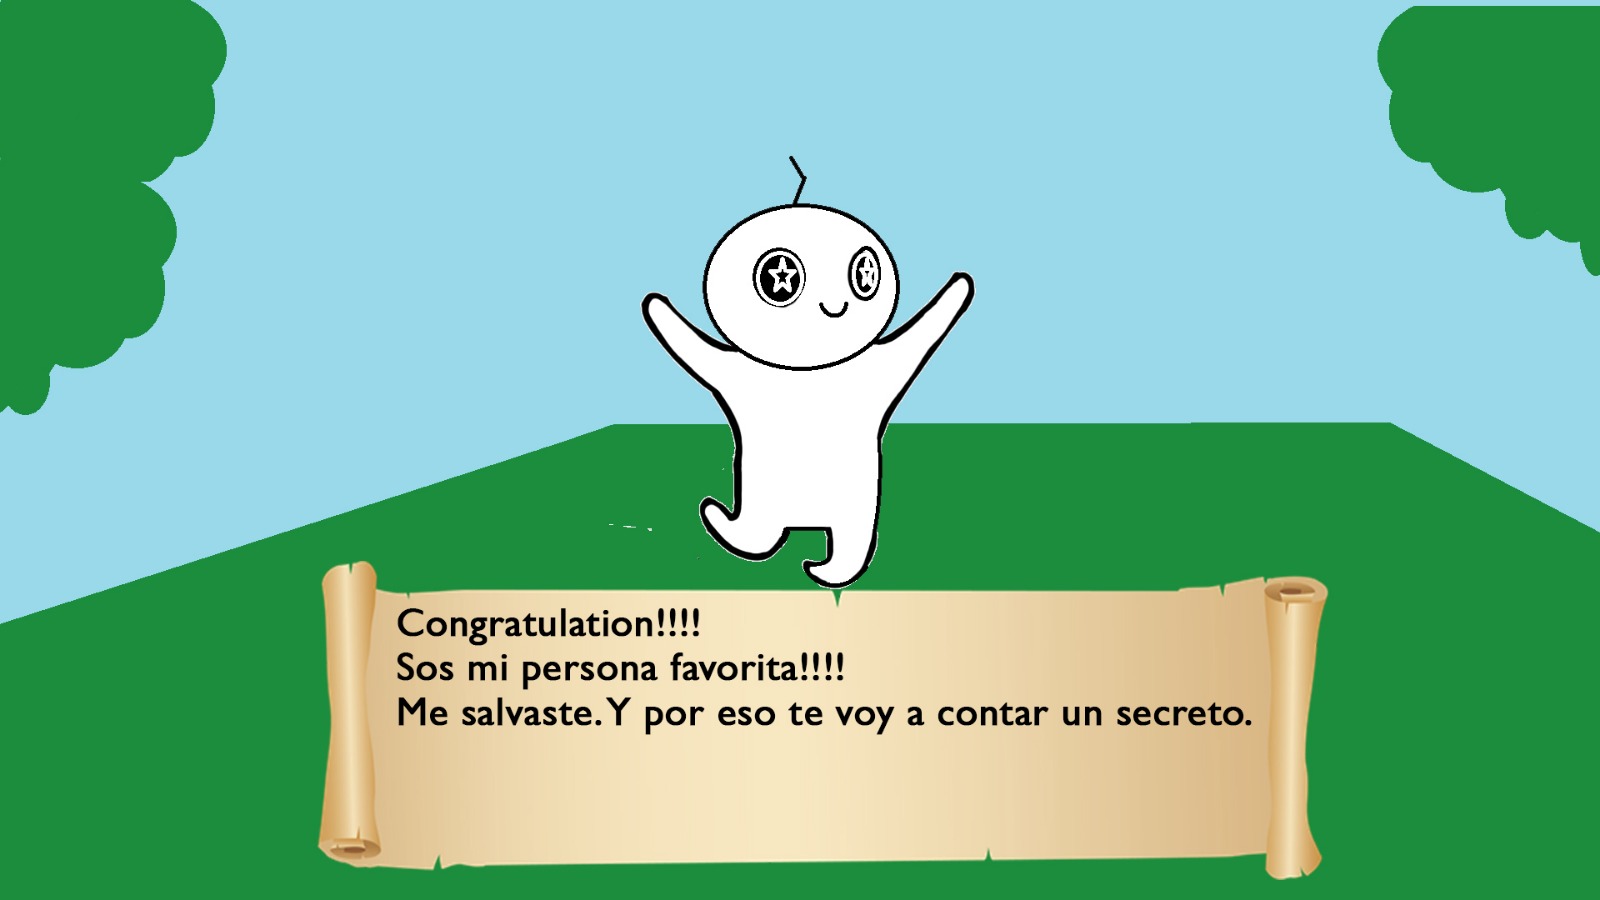 Congratulation!!!!
Sos mi persona favorita!!!!
Me salvaste. Y por eso te voy a contar un secreto.